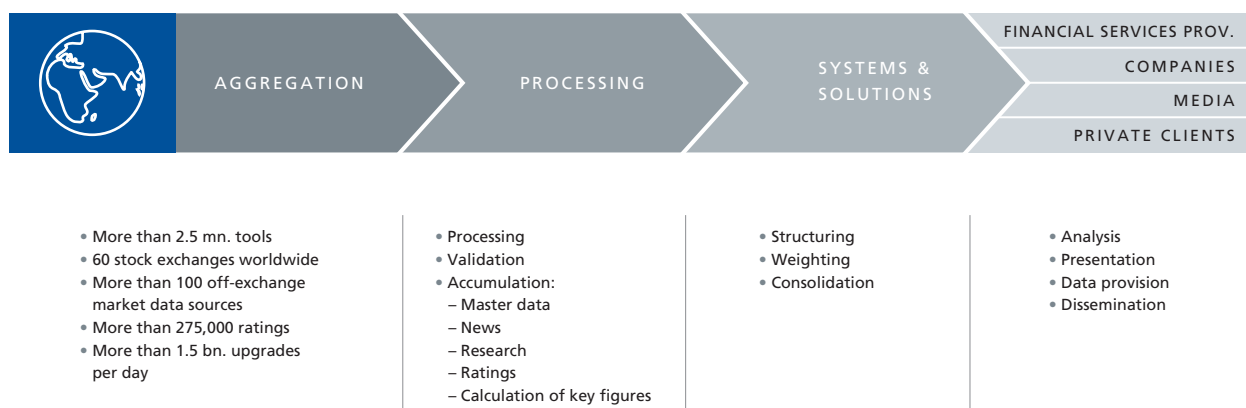 AGGREGATION
PROCESSING
SYSTEMS &
SOLUTIONS
FINANCIAL SERVICES PROV.
COMPANIES
MEDIA
PRIVATE CLIENTS
• More than 2.5 mn. tools
• 60 stock exchanges worldwide
• More than 100 off-exchange
market data sources
• More than 275,000 ratings
• More than 1.5 bn. upgrades
per day
• Processing
• Validation
• Accumulation:
– Master data
– News
– Research
– Ratings
– Calculation of key figures
• Structuring
• Weighting
• Consolidation
• Analysis
• Presentation
• Data provision
• Dissemination